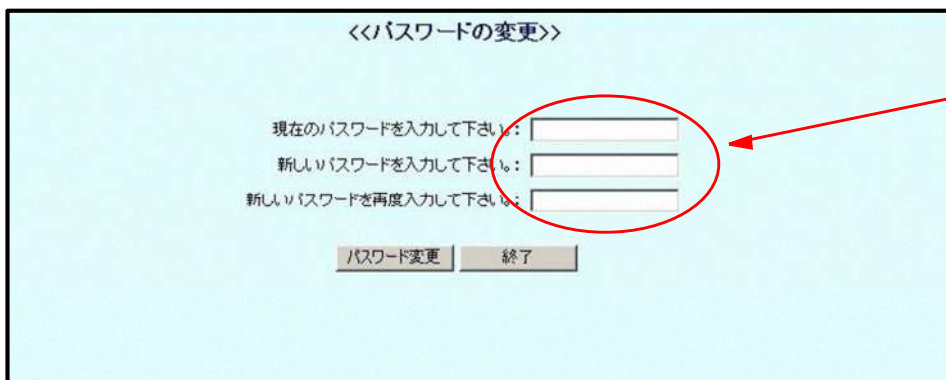 <<パスワードの変更>>
現在のパスワードを入力して下さい。:
新しいパスワードを入力して下さい。:
新しいパスワードを再度入力して下さい。:
パスワード変更 終了